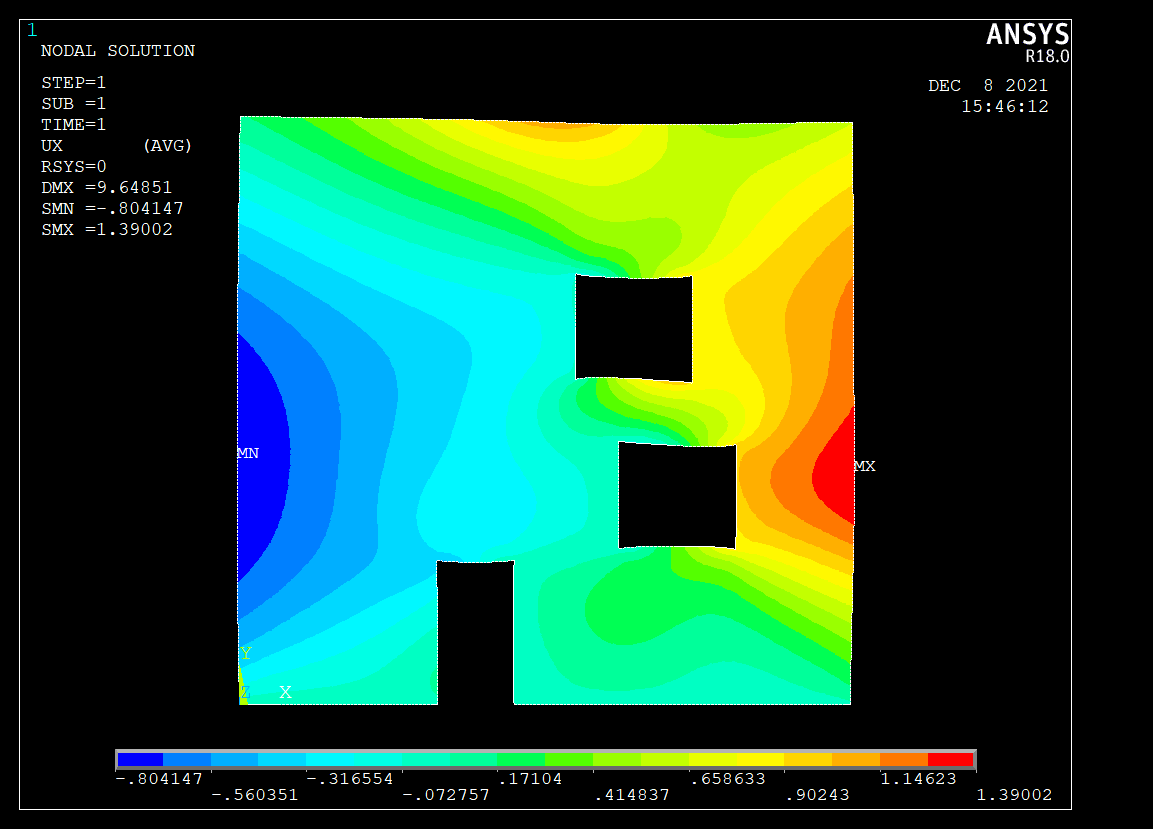 1
ANSYS
R18.0
NODAL SOLUTION
DEC  8 2021
15:46:12
STEP=1
SUB =1
TIME=1
UX       (AVG)
RSYS=0
DMX =9.64851
SMN =-.804147
SMX =1.39002
MN
MX
Y
Z
X
-.804147
-.560351
-.316554
-.072757
.17104
.414837
.658633
.90243
1.14623
1.39002